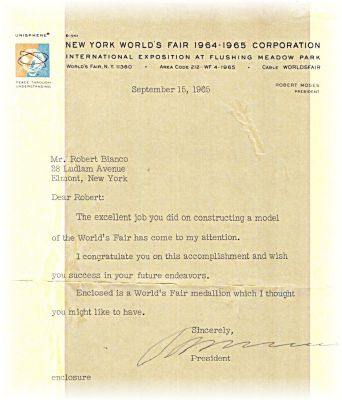 UNISPHERE®
©1961
NEW YORK WORLD'S FAIR 1964-1965 CORPORATION
INTERNATIONAL EXPOSITION AT FLUSHING MEADOW PARK
WORLD'S FAIR, N.Y. 11380 • AREA CODE 212 - WF 4-1965 • CABLE WORLDSFAIR
PEACE THROUGH
UNDERSTANDING
ROBERT MOSES
PRESIDENT
September 15, 1965
Mr. Robert Bianco
28 Ludlam Avenue
Elmont, New York
Dear Robert:
The excellent job you did on constructing a model
of the World's Fair has come to my attention.
I congratulate you on this accomplishment and wish
you success in your future endeavors.
Enclosed is a World's Fair medallion which I thought
you might like to have.
Sincerely,
President
enclosure